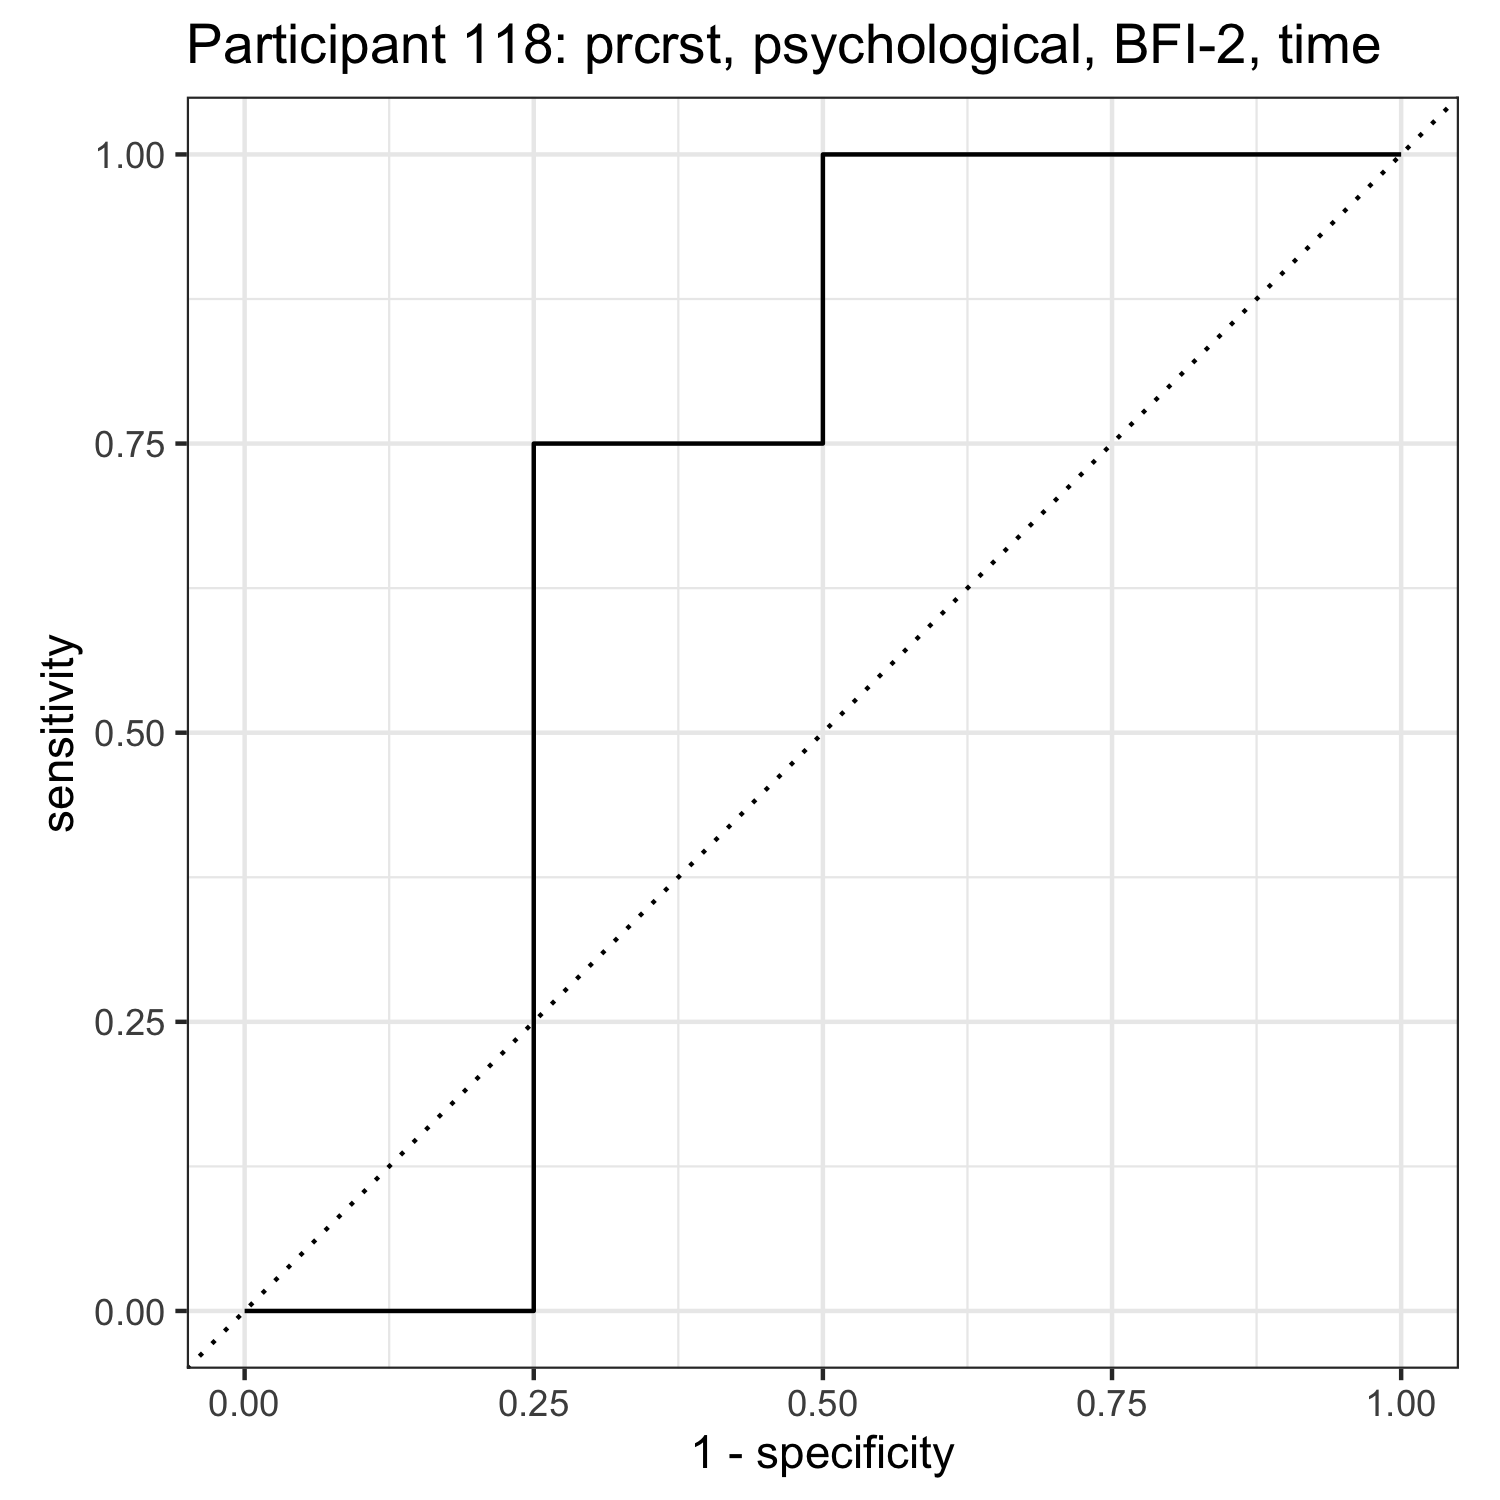 Participant 118: prcrst, psychological, BFI-2, time
1.00
0.75
0.50
0.25
0.00
sensitivity
0.00 0.25 0.50 0.75 1.00
1 - specificity